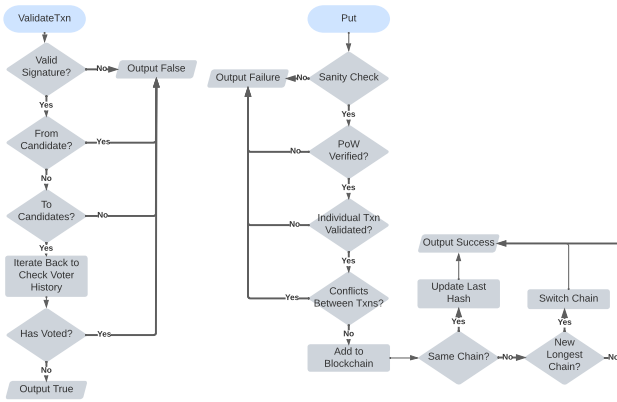 ValidateTxn
Valid
Signature?
No
Output False
Yes
From
Candidate?
Yes
No
To
Candidates?
No
Yes
Iterate Back to
Check Voter
History
Has Voted?
Yes
No
Output True
Put
Sanity Check
No
Output Failure
Yes
PoW
Verified?
No
Yes
Individual Txn
Validated?
No
Yes
Conflicts
Between Txns?
Yes
No
Add to
Blockchain
Same Chain?
Yes
Update Last
Hash
Output Success
No
New
Longest
Chain?
Yes
Switch Chain
No